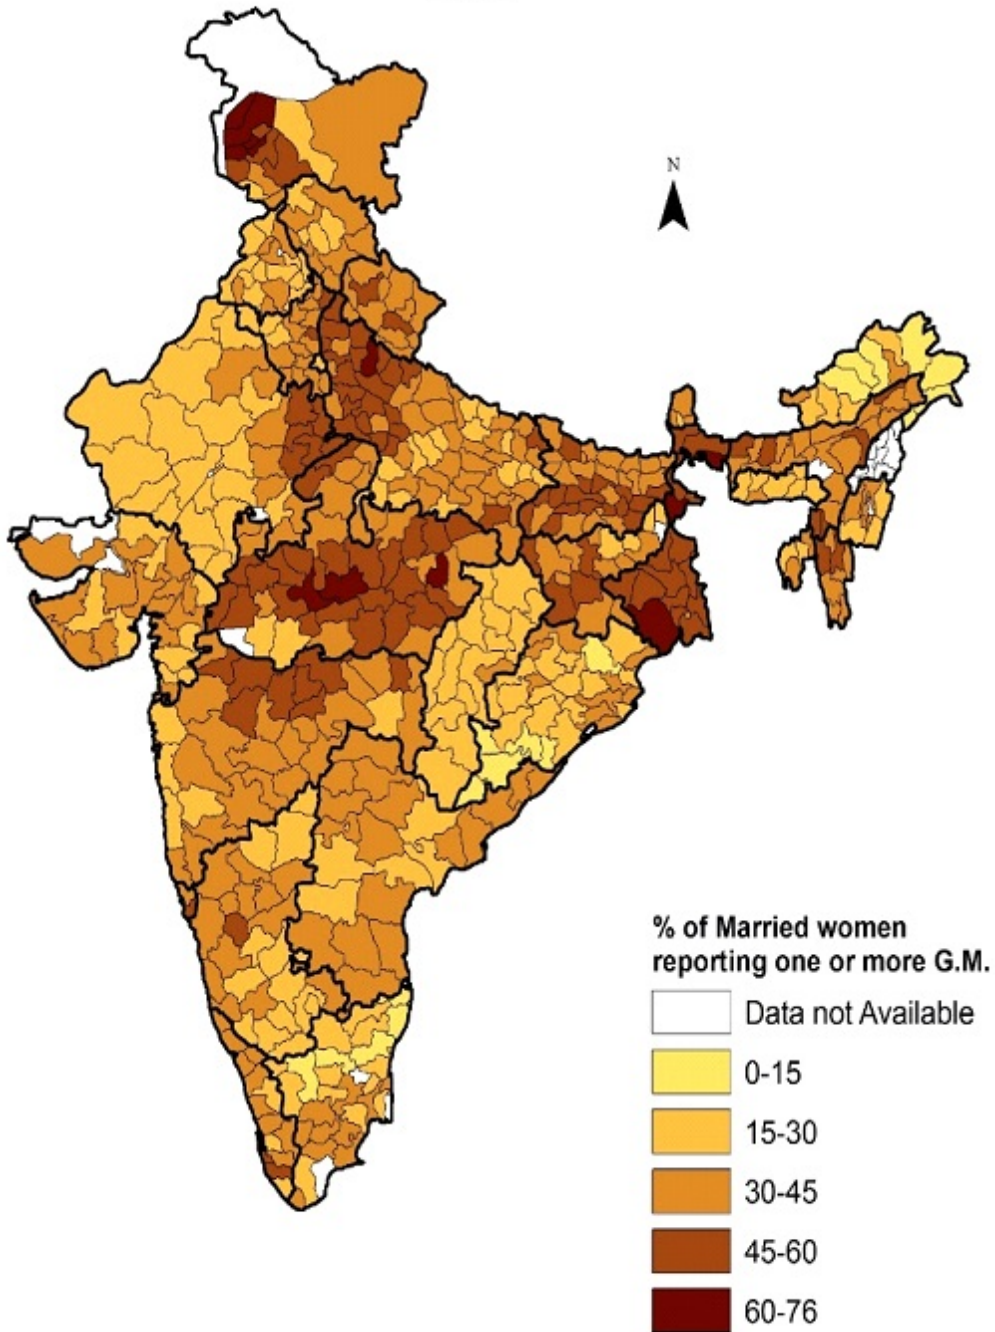 N
% of Married women
reporting one or more G.M.
Data not Available
0-15
15-30
30-45
45-60
60-76